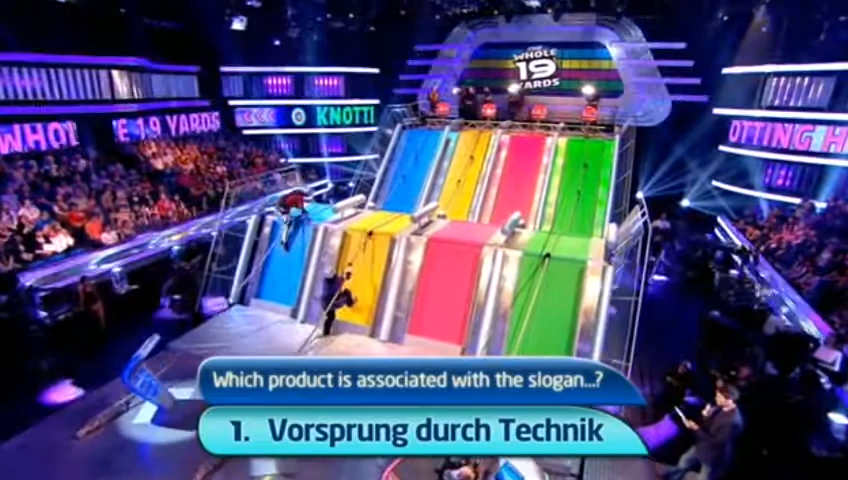 THE
WHOLE
19
YARDS
WHOL
E 19 YARDS
KNOTTI
OTTING H
Which product is associated with the slogan...?
1. Vorsprung durch Technik